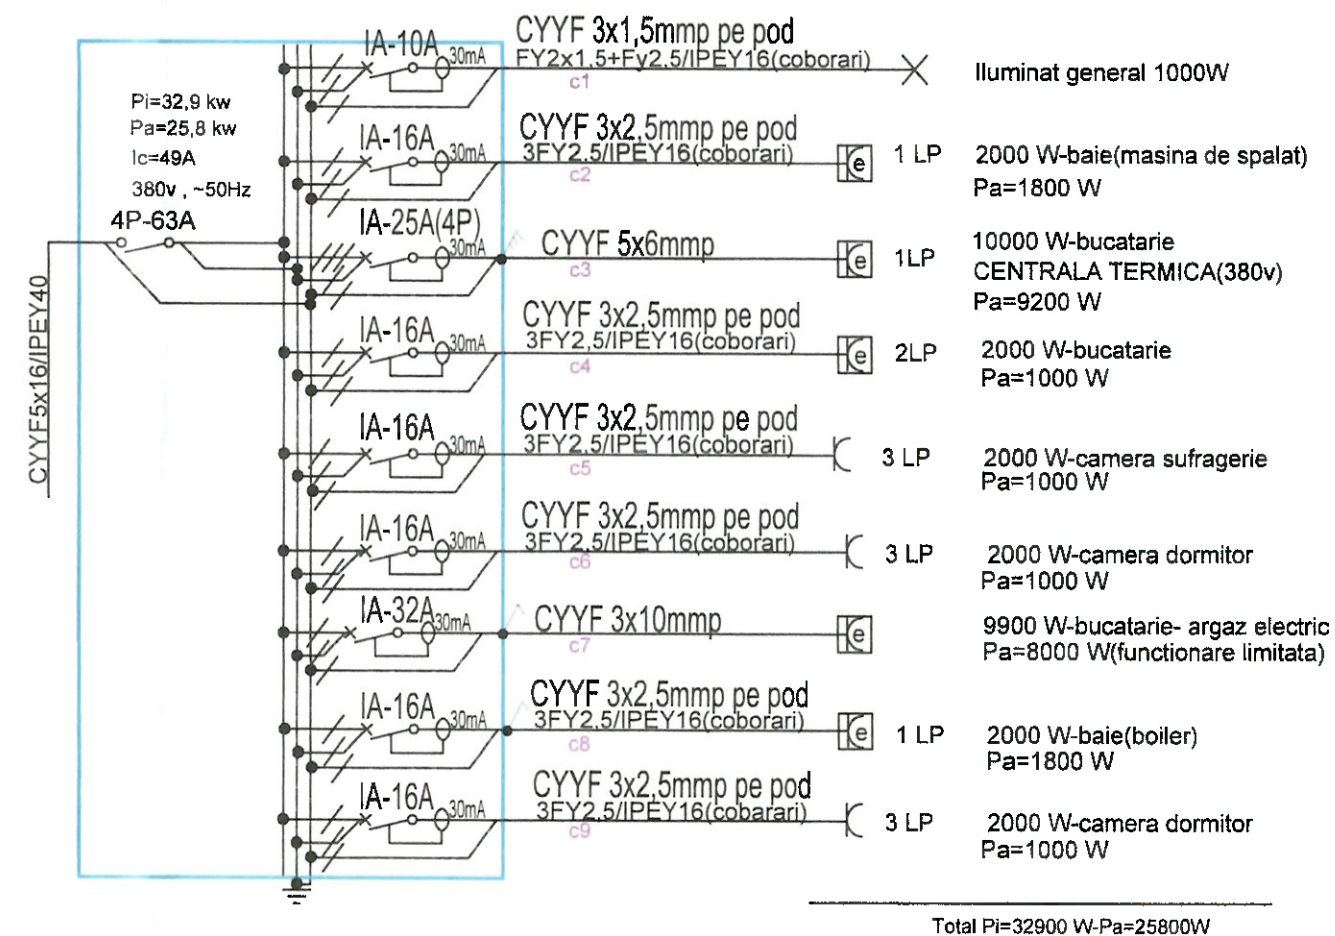 CYYF 3x1,5mmp pe pod
IA-10A
30mA
FY2x1.5+Fy2.5/IPEY16(coborari)
c1
Iluminat general 1000W
Pi=32,9 kw
Pa=25,8 kw
Ic=49A
380v , ~50Hz
4P-63A
CYYF5x16/IPEY40
IA-16A
30mA
CYYF 3x2,5mmp pe pod
3FY2.5/IPEY16(coborari)
c2
e
1 LP
2000 W-baie(masina de spalat)
Pa=1800 W
IA-25A(4P)
30mA
CYYF 5x6mmp
c3
e
1LP
10000 W-bucatarie
CENTRALA TERMICA(380v)
Pa=9200 W
IA-16A
30mA
CYYF 3x2,5mmp pe pod
3FY2,5/IPEY16(coborari)
c4
e
2LP
2000 W-bucatarie
Pa=1000 W
IA-16A
30mA
CYYF 3x2,5mmp pe pod
3FY2.5/IPEY16(coborari)
c5
3 LP
2000 W-camera sufragerie
Pa=1000 W
IA-16A
30mA
CYYF 3x2,5mmp pe pod
3FY2.5/IPEY16(coborari)
c6
3 LP
2000 W-camera dormitor
Pa=1000 W
IA-32A
30mA
CYYF 3x10mmp
c7
e
9900 W-bucatarie- argaz electric
Pa=8000 W(functionare limitata)
IA-16A
30mA
CYYF 3x2,5mmp pe pod
3FY2.5/IPEY16(coborari)
c8
e
1 LP
2000 W-baie(boiler)
Pa=1800 W
IA-16A
30mA
CYYF 3x2,5mmp pe pod
3FY2.5/IPEY16(cobarari)
c9
3 LP
2000 W-camera dormitor
Pa=1000 W
Total Pi=32900 W-Pa=25800W